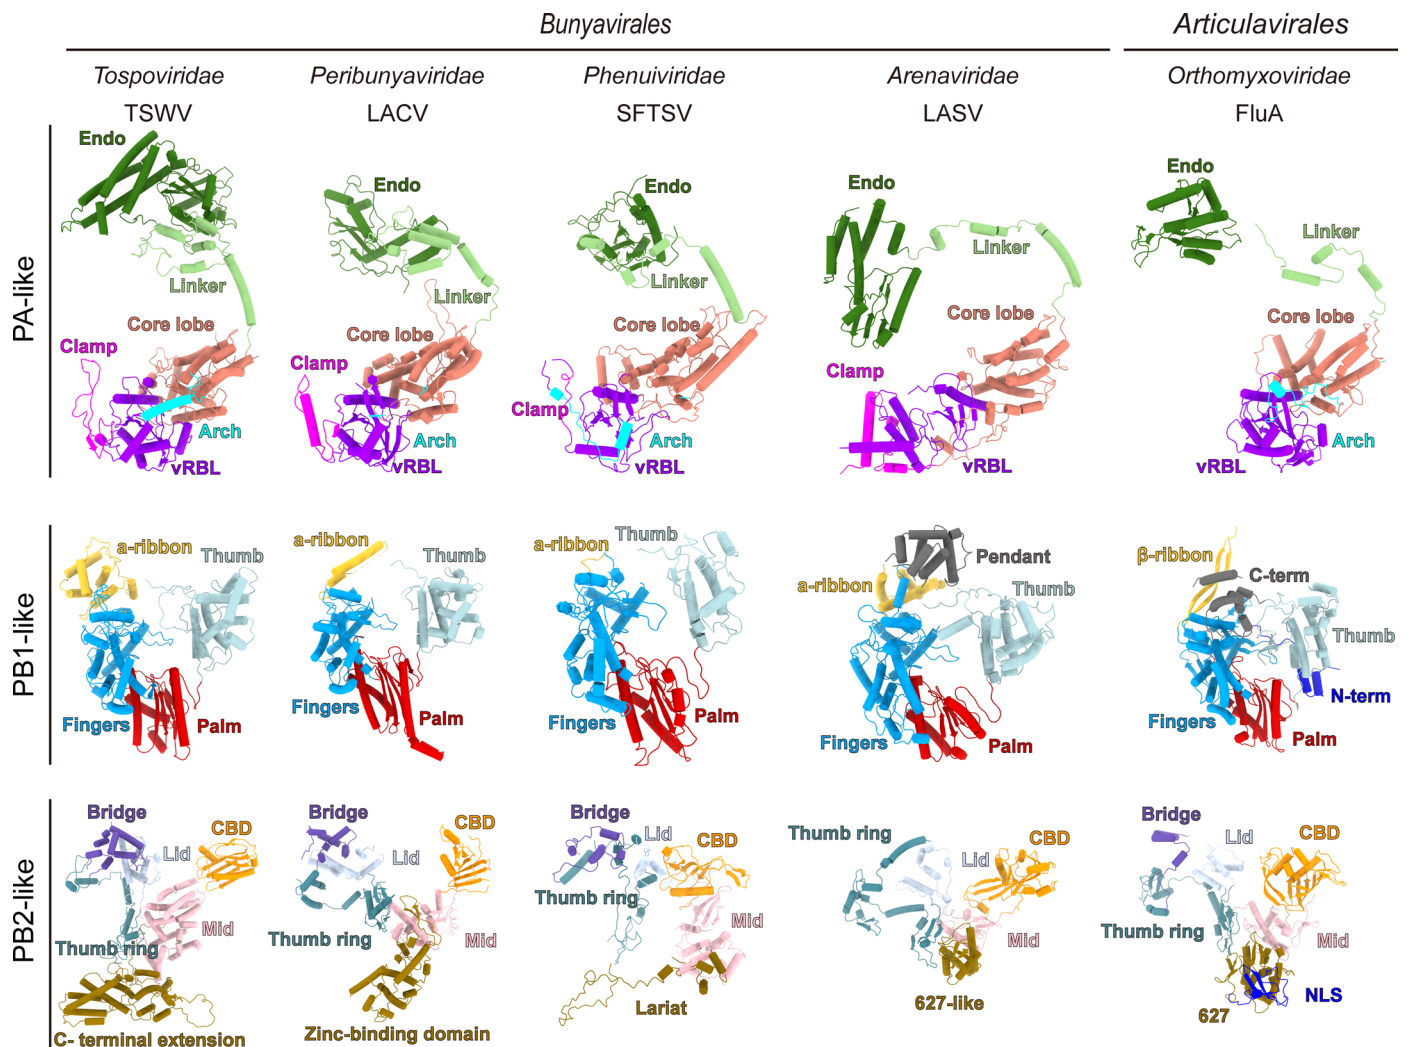 Bunyavirales
Articulavirales
Tospoviridae
Peribunyaviridae
Phenuiviridae
Arenaviridae
Orthomyxoviridae
TSWV
LACV
SFTSV
LASV
FluA
PA-like
Endo
Linker
Core lobe
Clamp
Arch
vRBL
Endo
Linker
Core lobe
Clamp
Arch
vRBL
Endo
Linker
Core lobe
Clamp
Arch
vRBL
Endo
Linker
Core lobe
Clamp
vRBL
Endo
Linker
Core lobe
Arch
vRBL
PB1-like
a-ribbon
Thumb
Fingers
Palm
a-ribbon
Thumb
Fingers
Palm
Thumb
a-ribbon
Fingers
Palm
Pendant
a-ribbon
Thumb
Fingers
Palm
β-ribbon
C-term
Thumb
N-term
Fingers
Palm
PB2-like
Bridge
CBD
Lid
Mid
Thumb ring
C- terminal extension
Bridge
CBD
Lid
Thumb ring
Mid
Zinc-binding domain
Bridge
Lid
CBD
Thumb ring
Mid
Lariat
Thumb ring
Lid
CBD
Mid
627-like
Bridge
Lid
CBD
Thumb ring
Mid
NLS
627